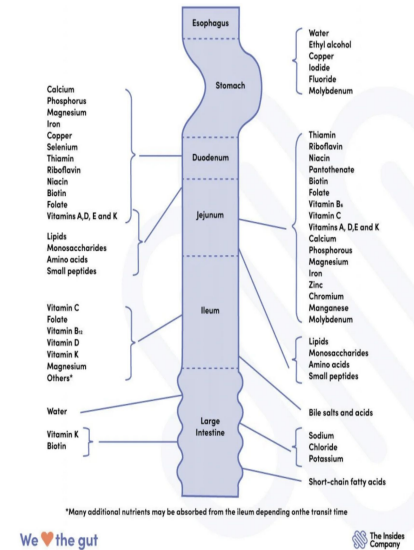 Esophagus
Water
Ethyl alcohol
Copper
Iodide
Fluoride
Molybdenum
Stomach
Calcium
Phosphorus
Magnesium
Iron
Copper
Selenium
Thiamin
Riboflavin
Niacin
Biotin
Folate
Vitamins A,D, E and K
Lipids
Monosaccharides
Amino acids
Small peptides
Duodenum
Jejunum
Thiamin
Riboflavin
Niacin
Pantothenate
Biotin
Folate
Vitamin B₆
Vitamin C
Vitamins A, D,E and K
Calcium
Phosphorous
Magnesium
Iron
Zinc
Chromium
Manganese
Molybdenum
Lipids
Monosaccharides
Amino acids
Small peptides
Vitamin C
Folate
Vitamin B₁₂
Vitamin D
Vitamin K
Magnesium
Others*
Ileum
Bile salts and acids
Water
Vitamin K
Biotin
Large
Intestine
Sodium
Chloride
Potassium
Short-chain fatty acids
*Many additional nutrients may be absorbed from the ileum depending onthe transit time
We the gut
The Insides
Company